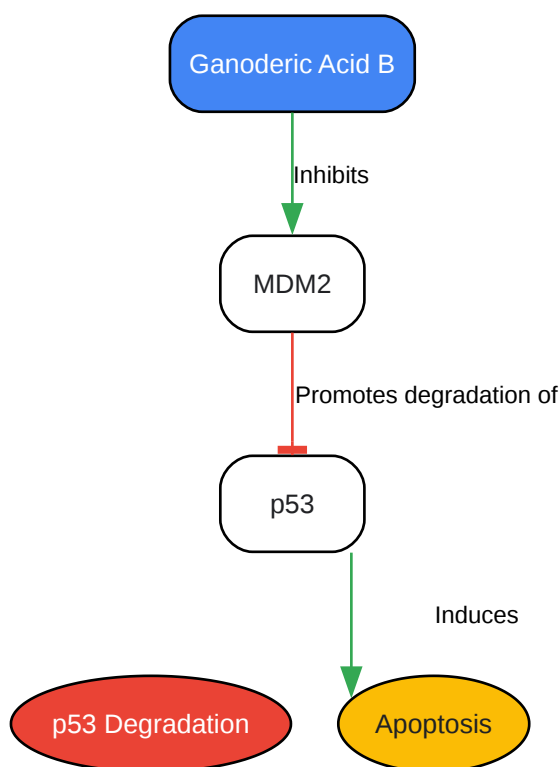 Ganoderic Acid B
Inhibits
MDM2
Promotes degradation of
p53
Induces
p53 Degradation
Apoptosis